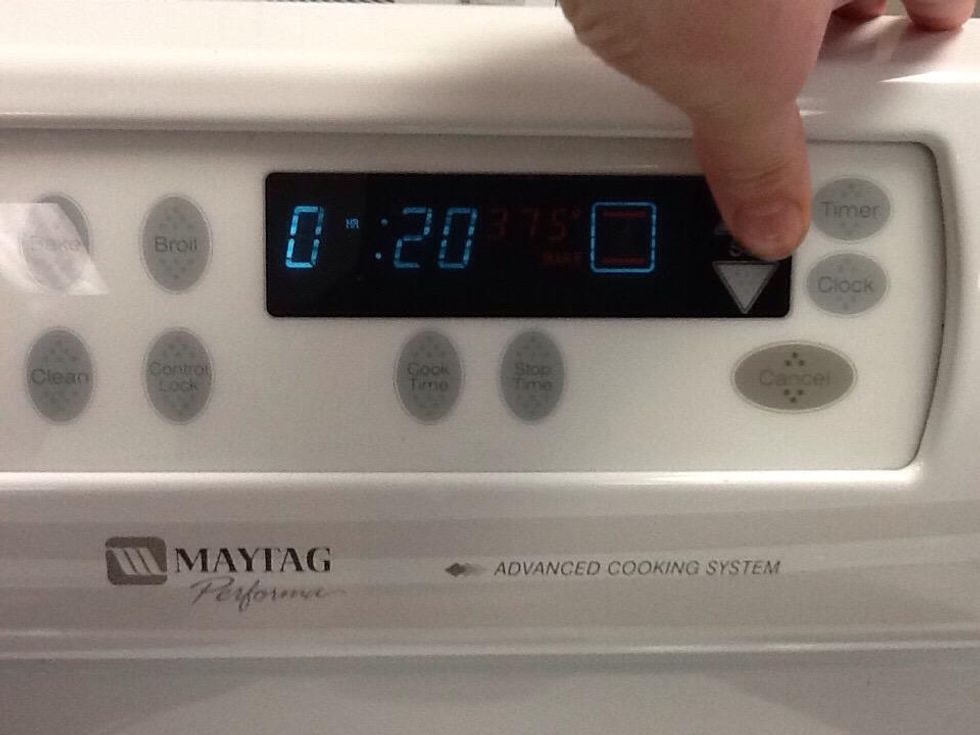 Bake
Broil
0 HR :20 375°
BAKE
Timer
Clock
Clean
Control
Lock
Cook
Time
Stop
Time
Cancel
MAYTAG
Performa
ADVANCED COOKING SYSTEM